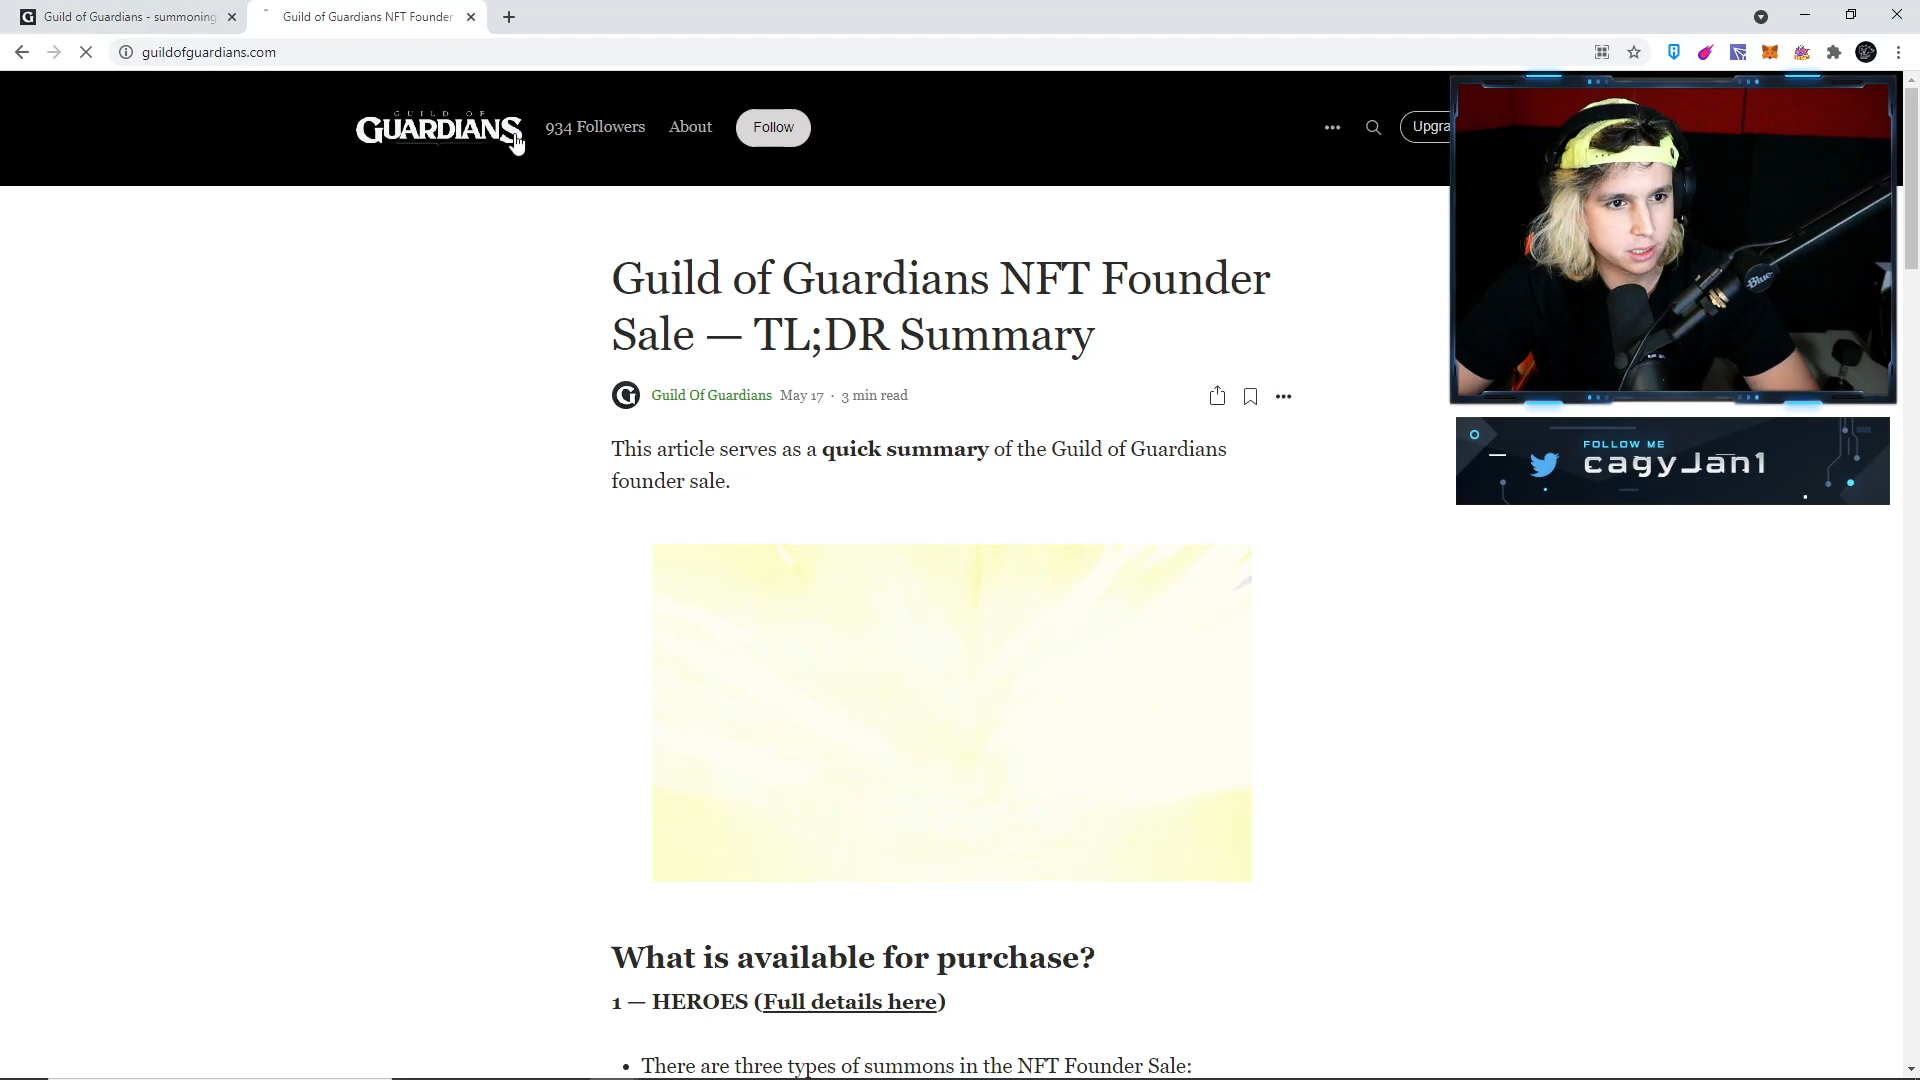 Guild of Guardians - summoning
Guild of Guardians NFT Founder
guildofguardians.com
GUILD OF
GUARDIANS
934 Followers
About
Follow
Upgra
Guild of Guardians NFT Founder
Sale — TL;DR Summary
Guild Of Guardians May 17 · 3 min read
This article serves as a quick summary of the Guild of Guardians
founder sale.
What is available for purchase?
1 — HEROES (Full details here)
• There are three types of summons in the NFT Founder Sale:
Blue
FOLLOW ME
cagyJan1